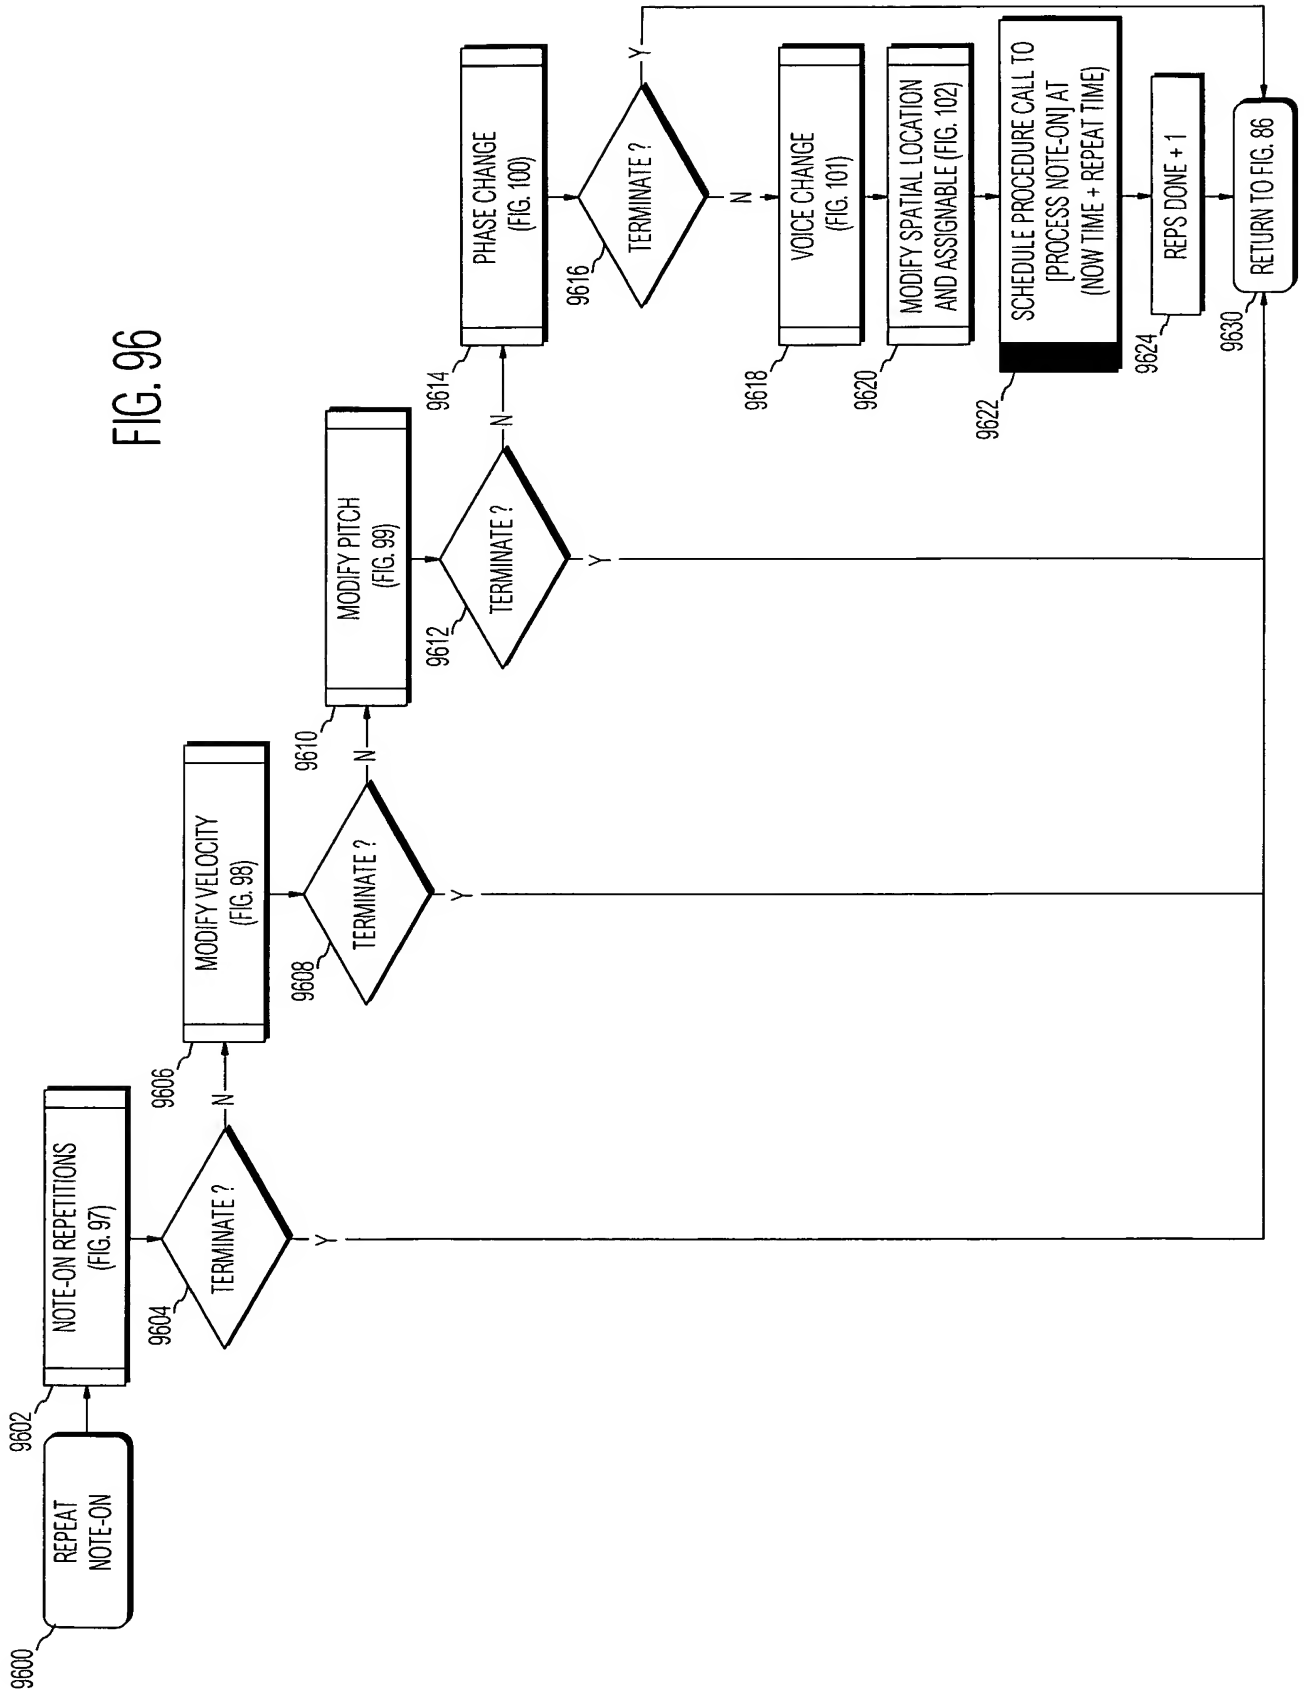 FIG. 96
9600
REPEAT
NOTE-ON
9602
NOTE-ON REPETITIONS
(FIG. 97)
9604
TERMINATE ?
Y
N
9606
MODIFY VELOCITY
(FIG. 98)
9608
TERMINATE ?
Y
N
9610
MODIFY PITCH
(FIG. 99)
9612
TERMINATE ?
Y
N
9614
PHASE CHANGE
(FIG. 100)
9616
TERMINATE ?
Y
N
9618
VOICE CHANGE
(FIG. 101)
9620
MODIFY SPATIAL LOCATION
AND ASSIGNABLE (FIG. 102)
9622
SCHEDULE PROCEDURE CALL TO
[PROCESS NOTE-ON] AT
(NOW TIME + REPEAT TIME)
9624
REPS DONE + 1
9630
RETURN TO FIG. 86